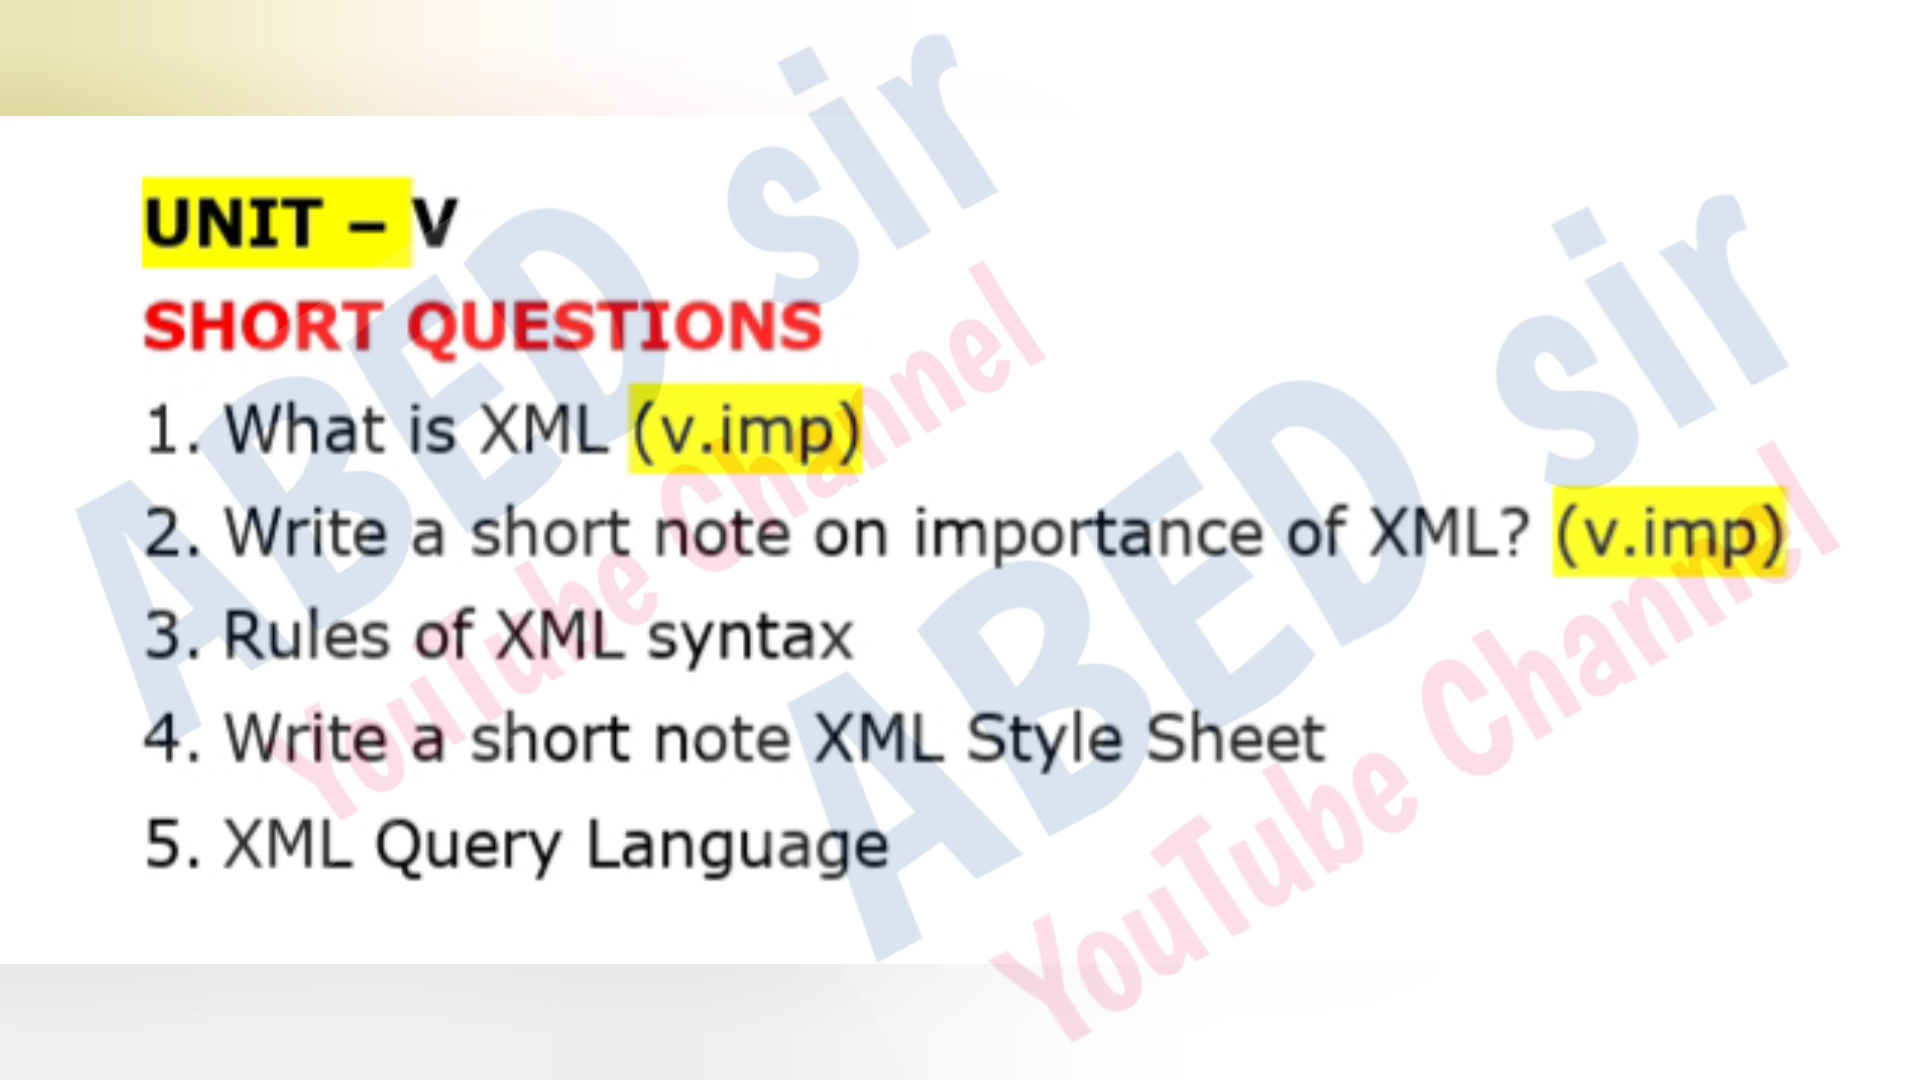 UNIT – V
SHORT QUESTIONS
1. What is XML (v.imp)
2. Write a short note on importance of XML? (v.imp)
3. Rules of XML syntax
4. Write a short note XML Style Sheet
5. XML Query Language
ABED sir
YouTube Channel
ABED sir
YouTube Channel